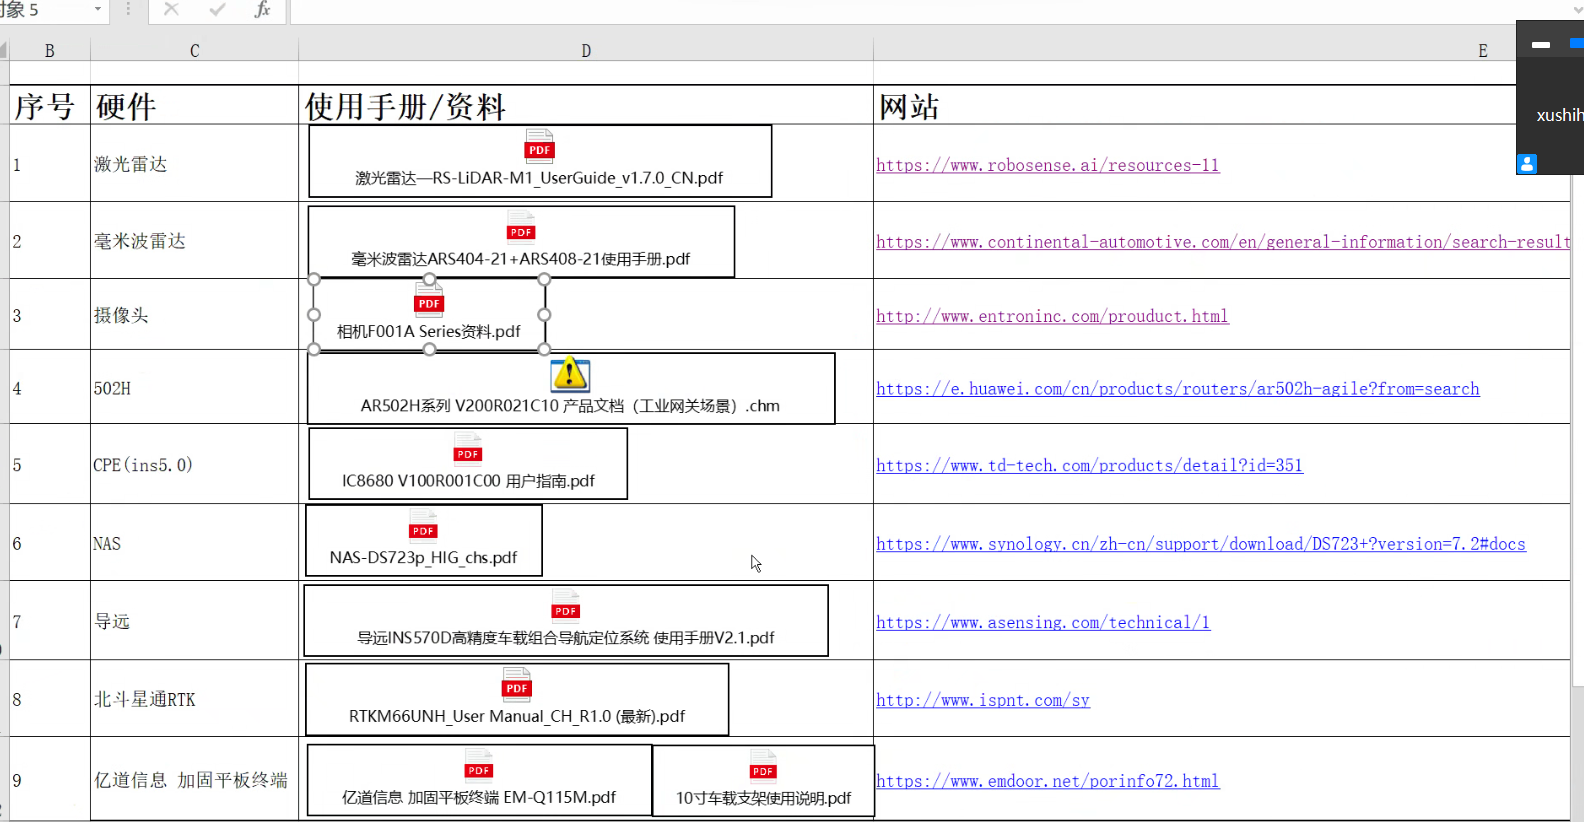 对象 5
fx
B C D E
序号 硬件 使用手册/资料 网站
PDF
1 激光雷达 激光雷达—RS-LiDAR-M1_UserGuide_v1.7.0_CN.pdf https://www.robosense.ai/resources-11
PDF
2 毫米波雷达 毫米波雷达ARS404-21+ARS408-21使用手册.pdf https://www.continental-automotive.com/en/general-information/search-result
PDF
3 摄像头 相机F001A Series资料.pdf http://www.entroninc.com/prouduct.html
4 502H AR502H系列 V200R021C10 产品文档（工业网关场景）.chm https://e.huawei.com/cn/products/routers/ar502h-agile?from=search
PDF
5 CPE(ins5.0) IC8680 V100R001C00 用户指南.pdf https://www.td-tech.com/products/detail?id=351
PDF
6 NAS NAS-DS723p_HIG_chs.pdf https://www.synology.cn/zh-cn/support/download/DS723+?version=7.2#docs
PDF
7 导远 导远INS570D高精度车载组合导航定位系统 使用手册V2.1.pdf https://www.asensing.com/technical/1
PDF
8 北斗星通RTK RTKM66UNH_User Manual_CH_R1.0 (最新).pdf http://www.ispnt.com/sy
PDF PDF
9 亿道信息 加固平板终端 亿道信息 加固平板终端 EM-Q115M.pdf 10寸车载支架使用说明.pdf https://www.emdoor.net/porinfo72.html
xushih